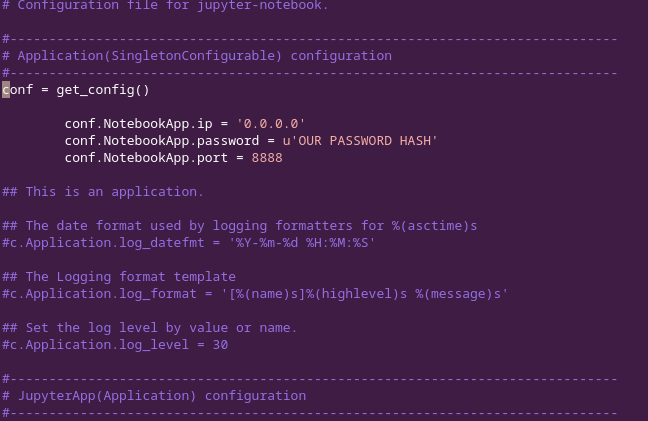 # Configuration file for jupyter-notebook.
#------------------------------------------------------------------------------
# Application(SingletonConfigurable) configuration
#------------------------------------------------------------------------------
conf = get_config()
conf.NotebookApp.ip = '0.0.0.0'
conf.NotebookApp.password = u'OUR PASSWORD HASH'
conf.NotebookApp.port = 8888
## This is an application.
## The date format used by logging formatters for %(asctime)s
#c.Application.log_datefmt = '%Y-%m-%d %H:%M:%S'
## The Logging format template
#c.Application.log_format = '[%(name)s]%(highlevel)s %(message)s'
## Set the log level by value or name.
#c.Application.log_level = 30
#------------------------------------------------------------------------------
# JupyterApp(Application) configuration
#------------------------------------------------------------------------------